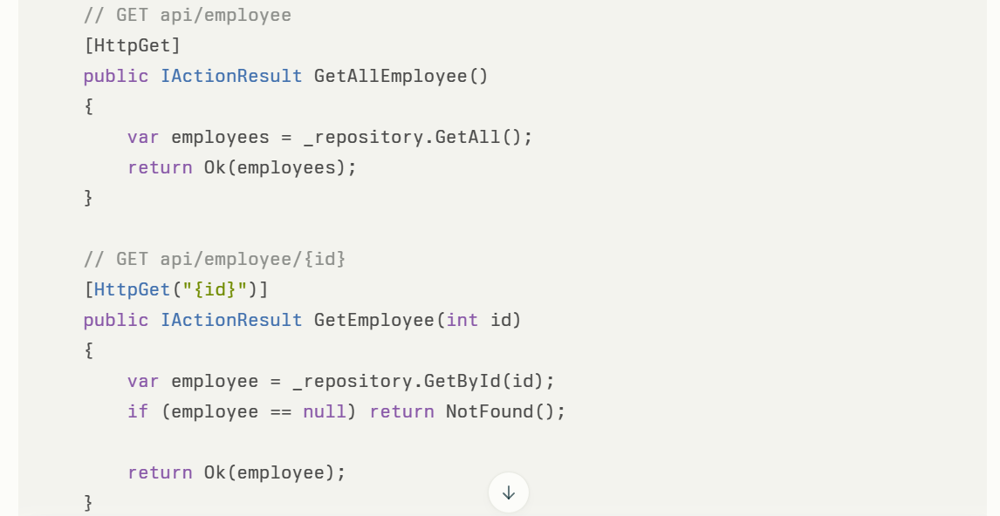 // GET api/employee
[HttpGet]
public IActionResult GetAllEmployee()
{
    var employees = _repository.GetAll();
    return Ok(employees);
}

// GET api/employee/{id}
[HttpGet("{id}")]
public IActionResult GetEmployee(int id)
{
    var employee = _repository.GetById(id);
    if (employee == null) return NotFound();

    return Ok(employee);
}